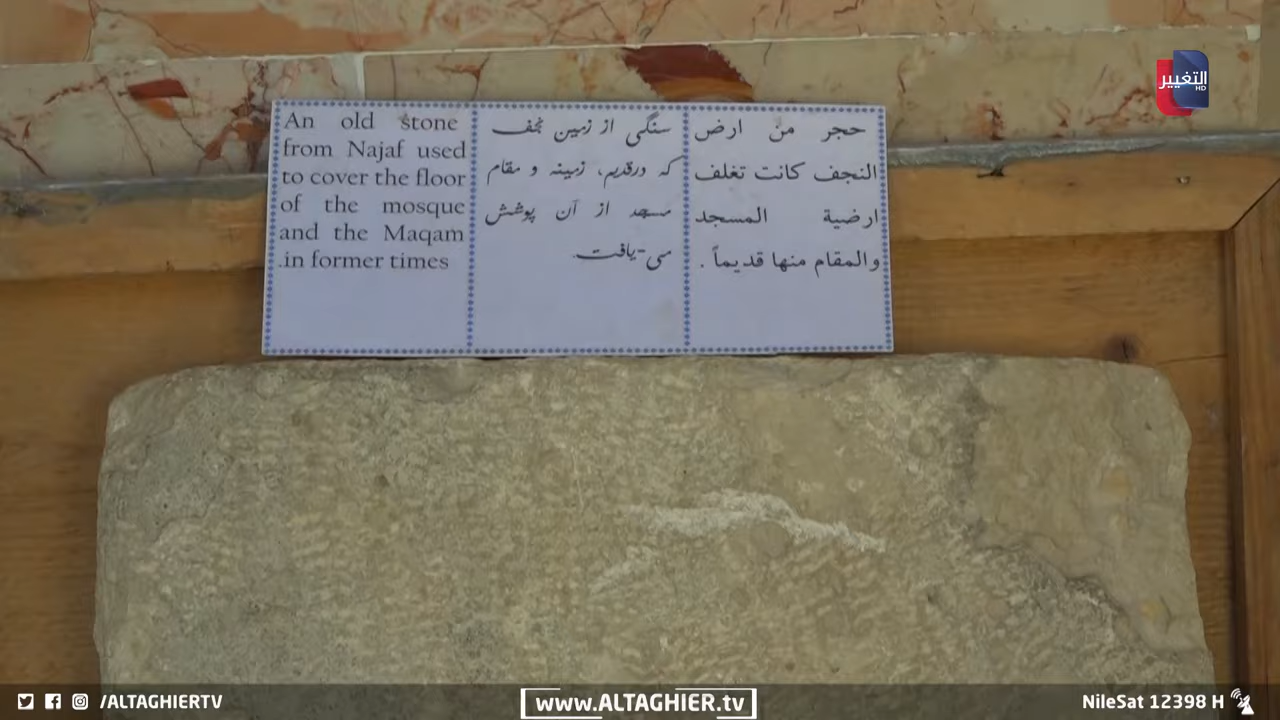 التغيير
HD
An old stone
from Najaf used
to cover the floor
of the mosque
and the Maqam
.in former times
سنگی از زمین نجف
که درقدیم، زمینه و مقام
مسجد از آن پوشش
می یافت.
حجر من ارض
النجف كانت تغلف
ارضية المسجد
والمقام منها قديماً .
/ALTAGHIERTV
www.ALTAGHIER.tv
NileSat 12398 H